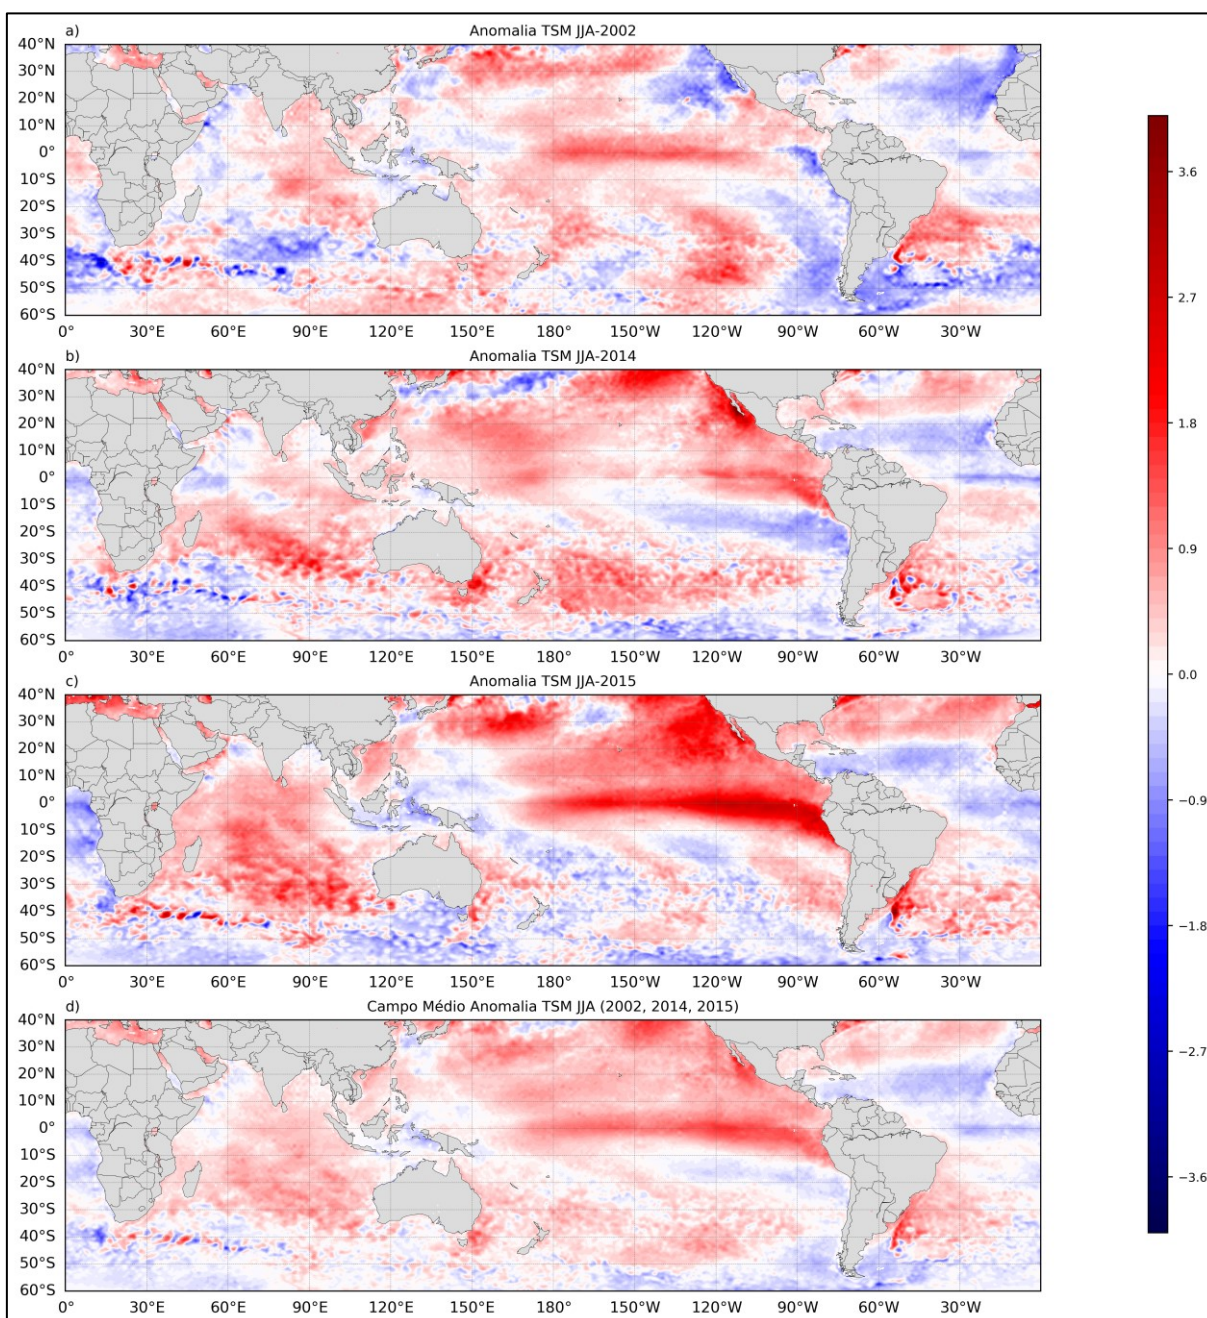 a) Anomalia TSM JJA-2002
40°N
30°N
20°N
10°N
0°
10°S
20°S
30°S
40°S
50°S
60°S
0° 30°E 60°E 90°E 120°E 150°E 180° 150°W 120°W 90°W 60°W 30°W
b) Anomalia TSM JJA-2014
40°N
30°N
20°N
10°N
0°
10°S
20°S
30°S
40°S
50°S
60°S
0° 30°E 60°E 90°E 120°E 150°E 180° 150°W 120°W 90°W 60°W 30°W
c) Anomalia TSM JJA-2015
40°N
30°N
20°N
10°N
0°
10°S
20°S
30°S
40°S
50°S
60°S
0° 30°E 60°E 90°E 120°E 150°E 180° 150°W 120°W 90°W 60°W 30°W
d) Campo Médio Anomalia TSM JJA (2002, 2014, 2015)
40°N
30°N
20°N
10°N
0°
10°S
20°S
30°S
40°S
50°S
60°S
0° 30°E 60°E 90°E 120°E 150°E 180° 150°W 120°W 90°W 60°W 30°W
3.6
2.7
1.8
0.9
0.0
−0.9
−1.8
−2.7
−3.6